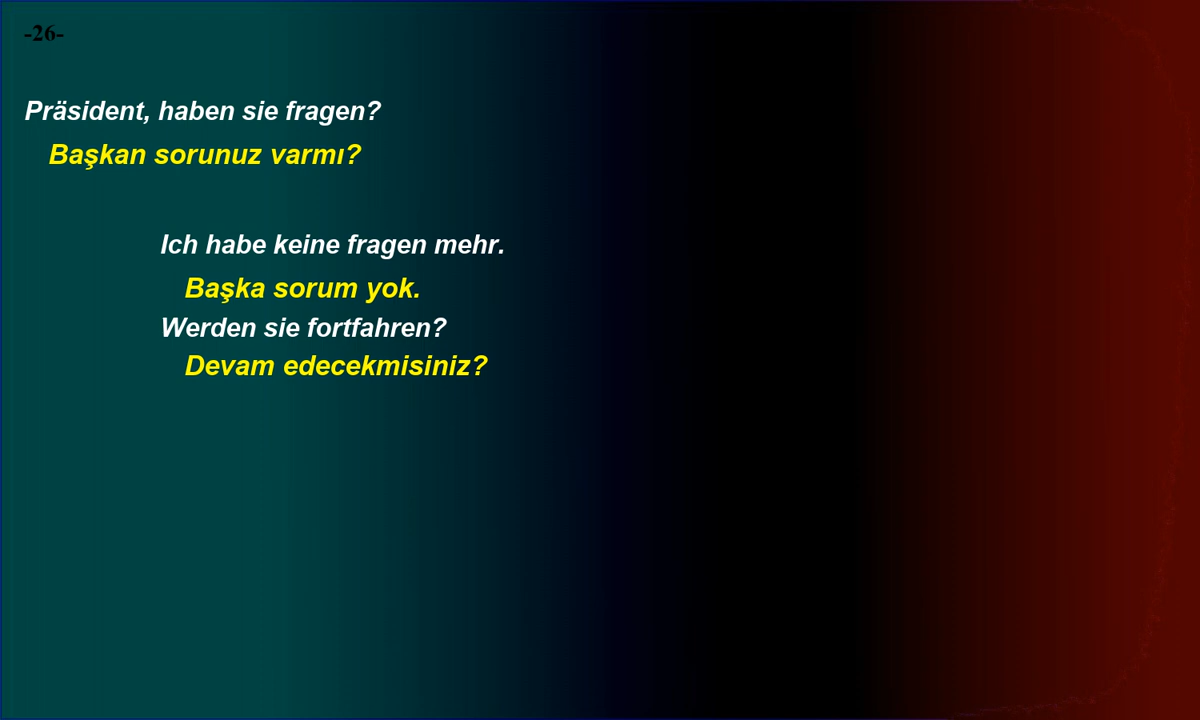 -26-
Präsident, haben sie fragen?
Başkan sorunuz varmı?
Ich habe keine fragen mehr.
Başka sorum yok.
Werden sie fortfahren?
Devam edecekmisiniz?